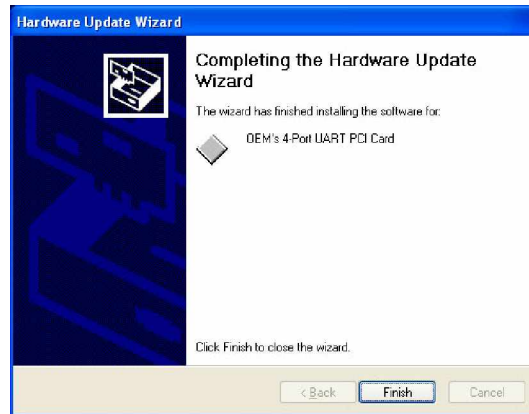 Hardware Update Wizard
Completing the Hardware Update
Wizard
The wizard has finished installing the software for:
OEM's 4-Port UART PCI Card
Click Finish to close the wizard.
< Back
Finish
Cancel